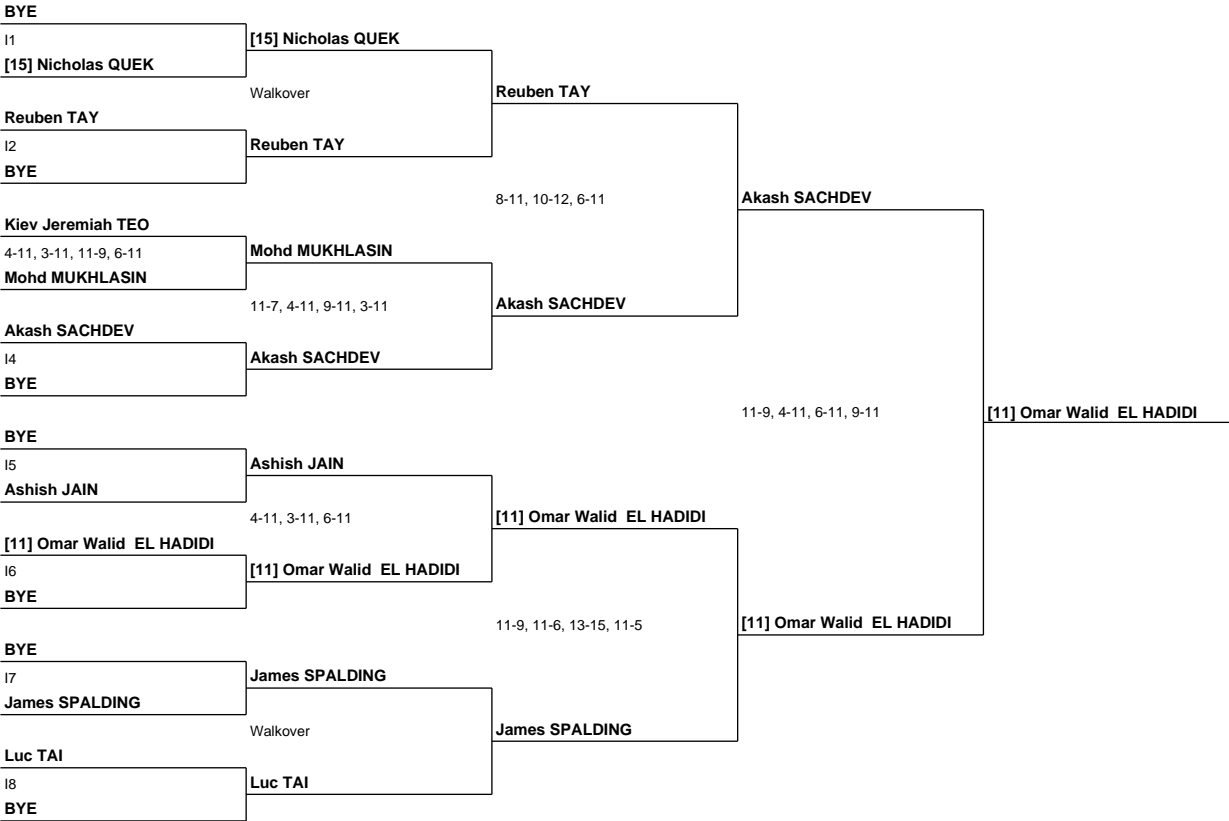 BYE
I1
[15] Nicholas QUEK
[15] Nicholas QUEK
Walkover
Reuben TAY
Reuben TAY
I2
Reuben TAY
BYE
8-11, 10-12, 6-11
Akash SACHDEV
Kiev Jeremiah TEO
4-11, 3-11, 11-9, 6-11
Mohd MUKHLASIN
Mohd MUKHLASIN
11-7, 4-11, 9-11, 3-11
Akash SACHDEV
Akash SACHDEV
I4
Akash SACHDEV
BYE
11-9, 4-11, 6-11, 9-11
[11] Omar Walid  EL HADIDI
BYE
I5
Ashish JAIN
Ashish JAIN
4-11, 3-11, 6-11
[11] Omar Walid  EL HADIDI
[11] Omar Walid  EL HADIDI
I6
[11] Omar Walid  EL HADIDI
BYE
11-9, 11-6, 13-15, 11-5
[11] Omar Walid  EL HADIDI
BYE
I7
James SPALDING
James SPALDING
Walkover
James SPALDING
Luc TAI
I8
Luc TAI
BYE